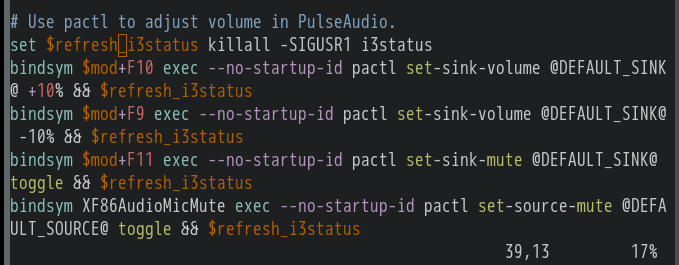 # Use pactl to adjust volume in PulseAudio.
set $refresh_i3status killall -SIGUSR1 i3status
bindsym $mod+F10 exec --no-startup-id pactl set-sink-volume @DEFAULT_SINK
@ +10% && $refresh_i3status
bindsym $mod+F9 exec --no-startup-id pactl set-sink-volume @DEFAULT_SINK@
 -10% && $refresh_i3status
bindsym $mod+F11 exec --no-startup-id pactl set-sink-mute @DEFAULT_SINK@
toggle && $refresh_i3status
bindsym XF86AudioMicMute exec --no-startup-id pactl set-source-mute @DEFA
ULT_SOURCE@ toggle && $refresh_i3status
39,13 17%